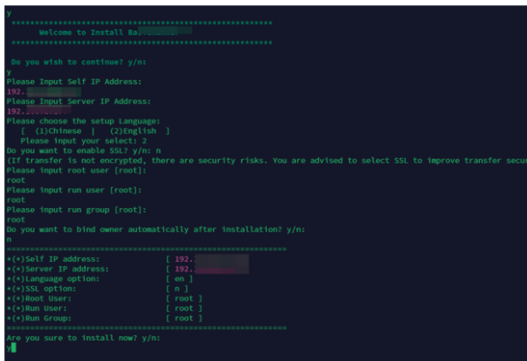 y
****************************************************
Welcome to Install Ba
****************************************************
Do you wish to continue? y/n:
y
Please Input Self IP Address:
192.
Please Input Server IP Address:
192.
Please choose the setup Language:
[ (1)Chinese | (2)English ]
Please input your select: 2
Do you want to enable SSL? y/n: n
(If transfer is not encrypted, there are security risks. You are advised to select SSL to improve transfer secur
Please input root user [root]:
root
Please input run user [root]:
root
Please input run group [root]:
root
Do you want to bind owner automatically after installation? y/n:
n
========================================================
*(*)Self IP address: [ 192.
*(*)Server IP address: [ 192.
*(*)Language option: [ en ]
*(*)SSL option: [ n ]
*(*)Root User: [ root ]
*(*)Run User: [ root ]
*(*)Run Group: [ root ]
========================================================
Are you sure to install now? y/n:
y